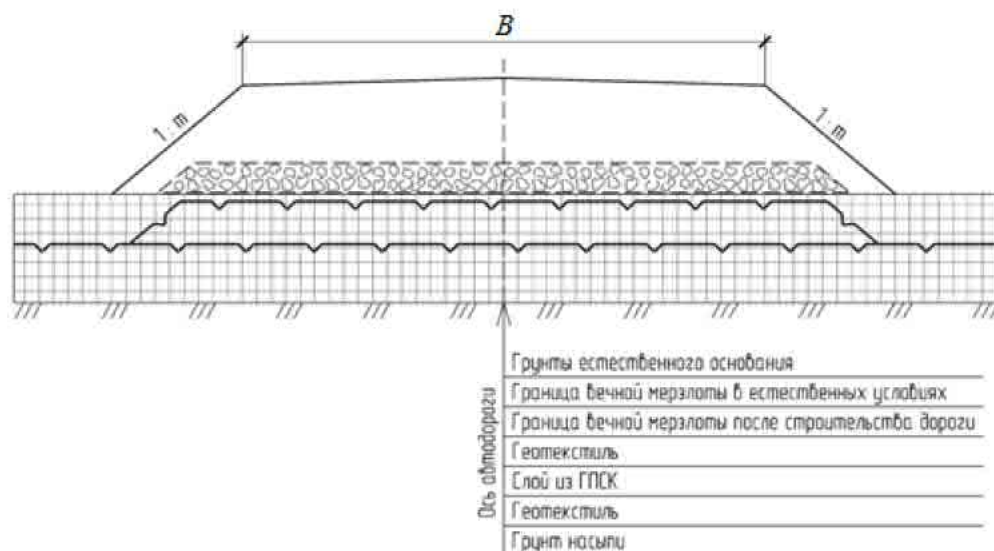 B
1:m
1:m
Грунты естественного основания
Граница вечной мерзлоты в естественных условиях
Граница вечной мерзлоты после строительства дороги
Геотекстиль
Слой из ГПСК
Геотекстиль
Грунт насыпи
Ось автодороги